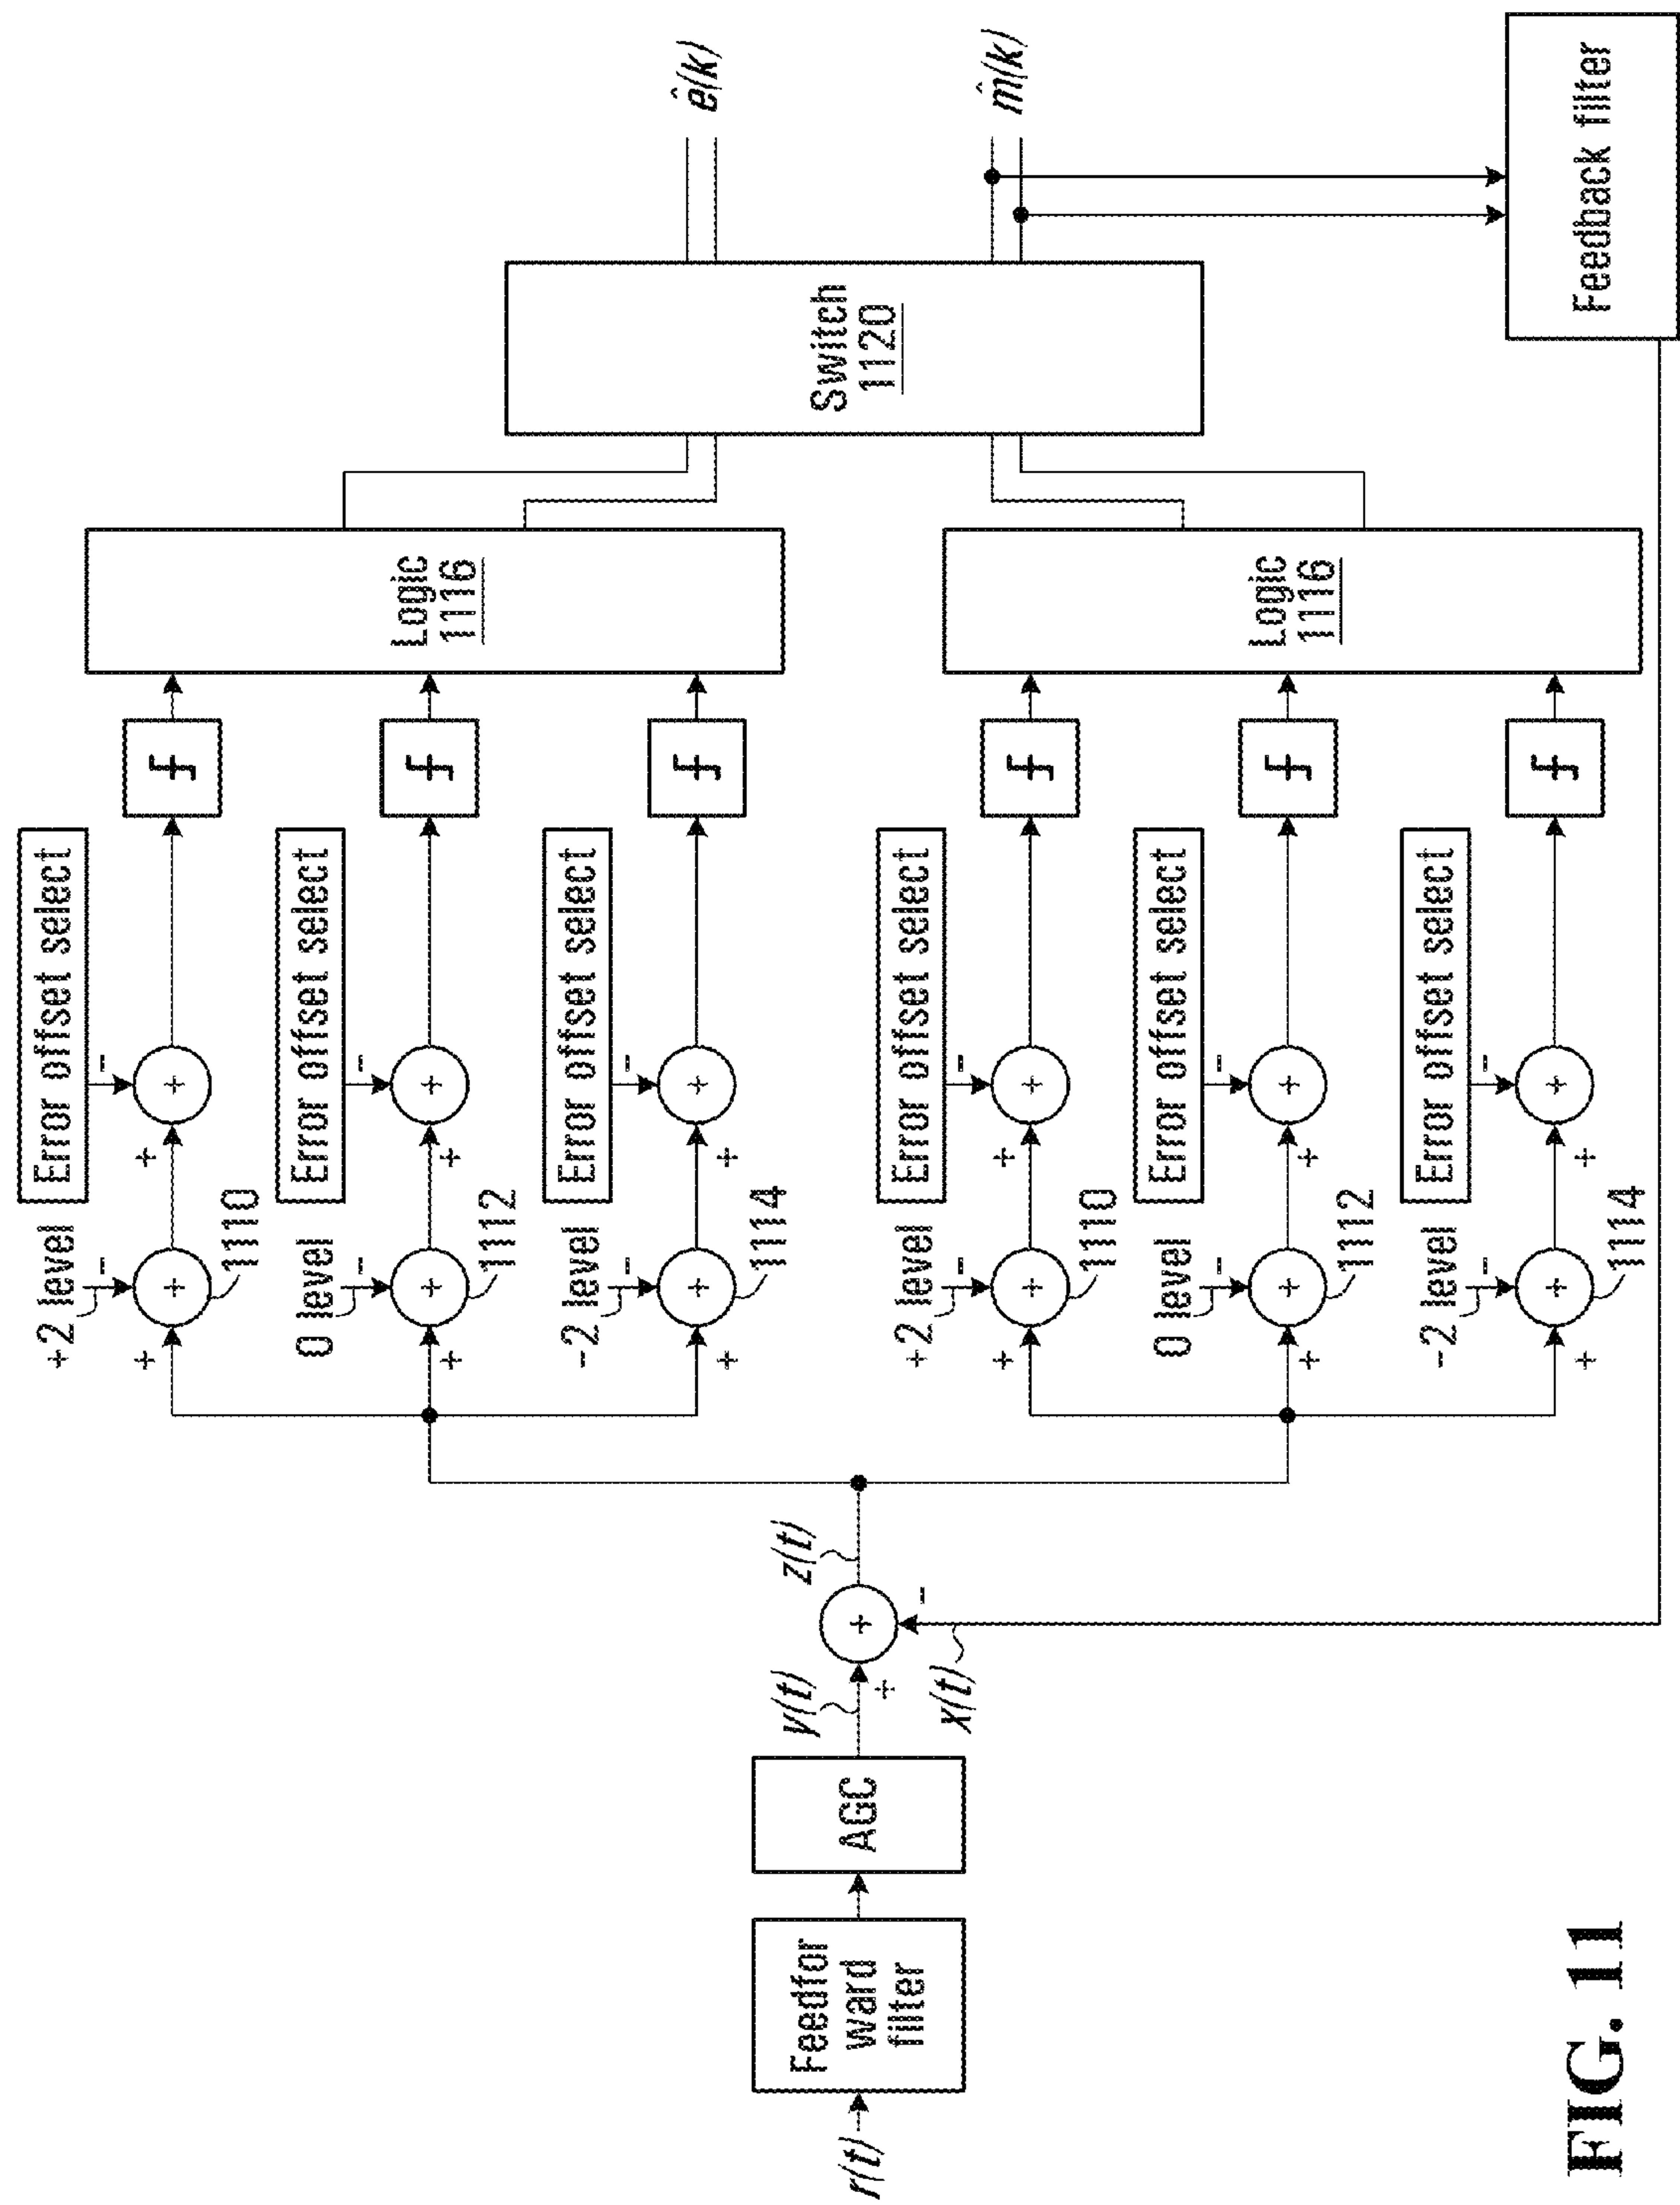 r(t)
Feedfor
ward
filter
AGC
y(t)
x(t)
z(t)
+
-
+
+2 level
-
+
+
1110
Error offset select
-
+
+
0 level
-
+
+
1112
Error offset select
-
+
+
-2 level
-
+
+
1114
Error offset select
-
+
+
Logic
1116
+2 level
-
+
+
1110
Error offset select
-
+
+
0 level
-
+
+
1112
Error offset select
-
+
+
-2 level
-
+
+
1114
Error offset select
-
+
+
Logic
1116
Switch
1120
ê(k)
m̂(k)
Feedback filter
FIG. 11